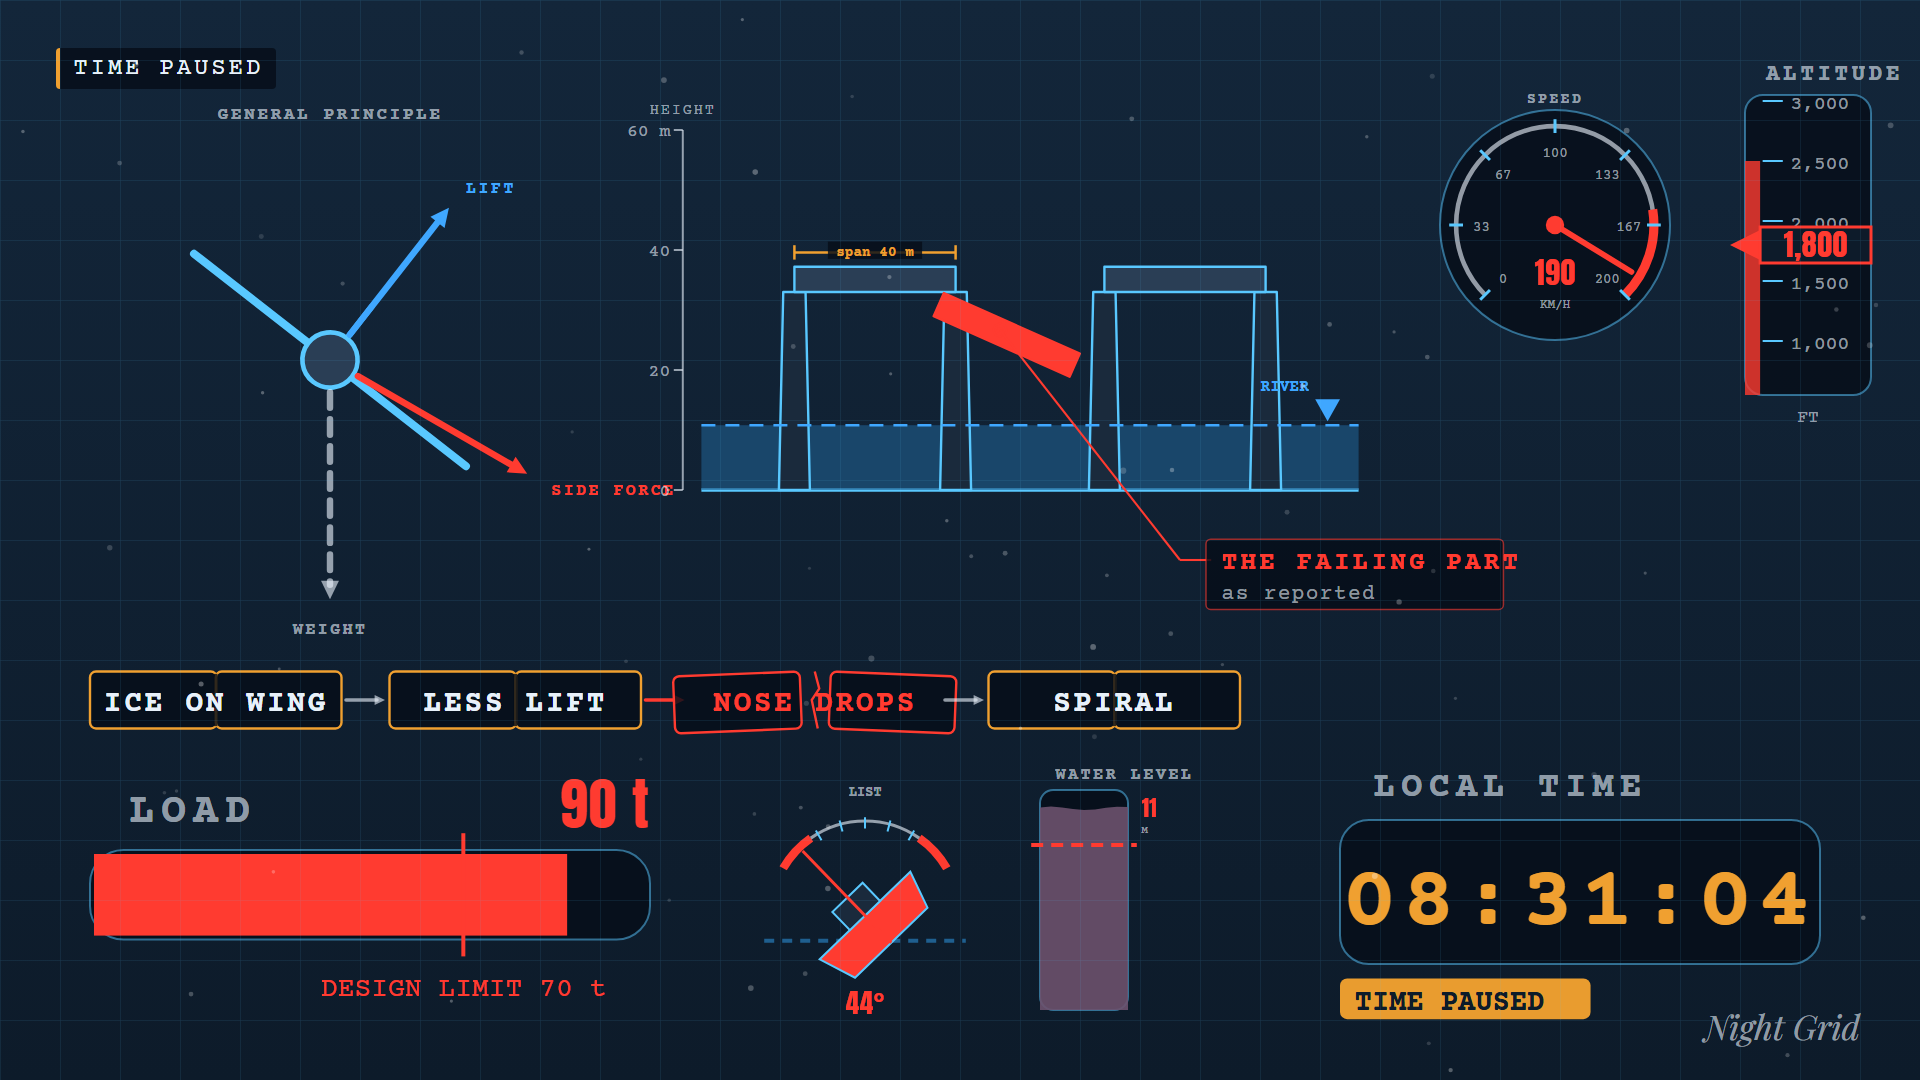 TIME PAUSED
GENERAL PRINCIPLE
LIFT
SIDE FORCE
WEIGHT
HEIGHT
60 m
40
20
0
span 40 m
RIVER
THE FAILING PART
as reported
SPEED
0
33
67
100
133
167
200
190
KM/H
ALTITUDE
3,000
2,500
2,000
1,800
1,500
1,000
FT
ICE ON WING
LESS LIFT
NOSE DROPS
SPIRAL
LOAD
90 t
DESIGN LIMIT 70 t
LIST
44°
WATER LEVEL
11
M
LOCAL TIME
08:31:04
TIME PAUSED
Night Grid